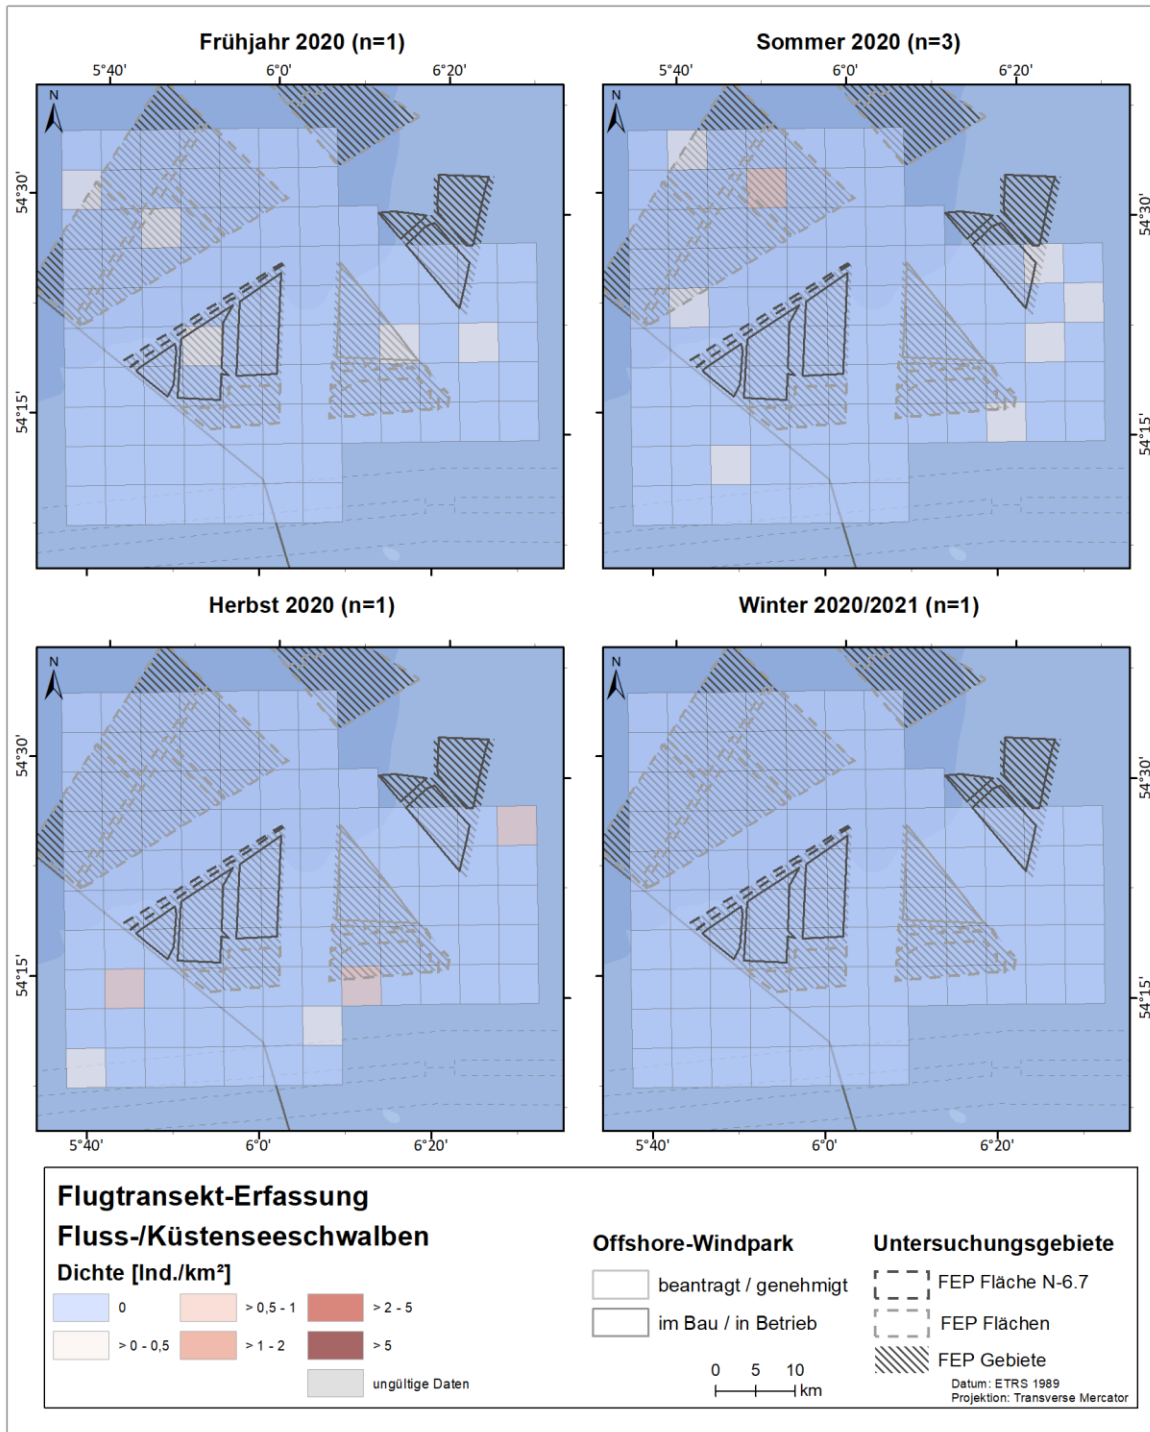 Frühjahr 2020 (n=1)
Sommer 2020 (n=3)
5°40'
6°0'
6°20'
5°40'
6°0'
6°20'
N
N
54°30'
54°30'
54°15'
54°15'
Herbst 2020 (n=1)
Winter 2020/2021 (n=1)
N
N
54°30'
54°30'
54°15'
54°15'
5°40'
6°0'
6°20'
5°40'
6°0'
6°20'
Flugtransekt-Erfassung
Fluss-/Küstenseeschwalben
Dichte [Ind./km²]
0
> 0,5 - 1
> 2 - 5
> 0 - 0,5
> 1 - 2
> 5
ungültige Daten
Offshore-Windpark
beantragt / genehmigt
im Bau / in Betrieb
0 5 10
km
Untersuchungsgebiete
FEP Fläche N-6.7
FEP Flächen
FEP Gebiete
Datum: ETRS 1989
Projektion: Transverse Mercator